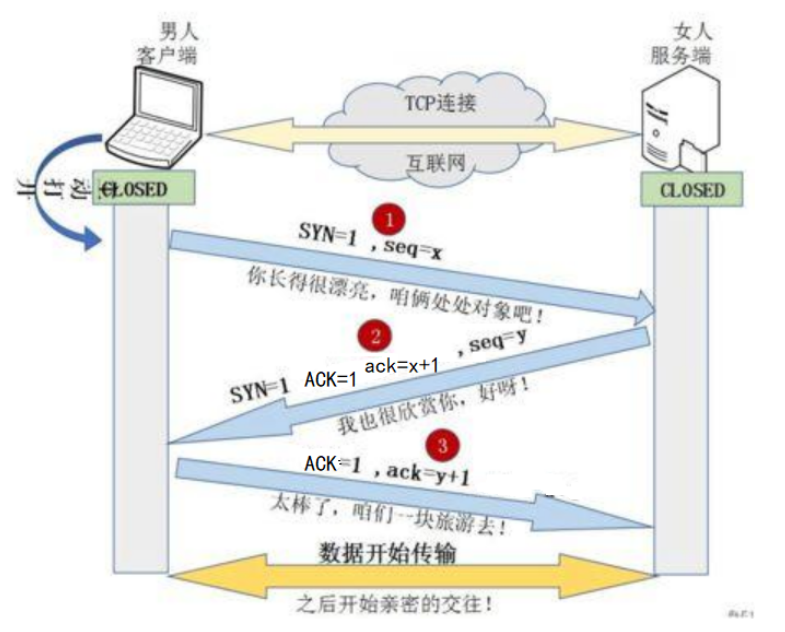 男人
客户端
女人
服务端
TCP连接
互联网
动打开
CLOSED
CLOSED
1
SYN=1 ,seq=x
你长得很漂亮，咱俩处处对象吧！
2
SYN=1 ACK=1 ack=x+1 ,seq=y
我也很欣赏你，好呀！
3
ACK=1 ,ack=y+1
太棒了，咱们一块旅游去！
数据开始传输
之后开始亲密的交往！